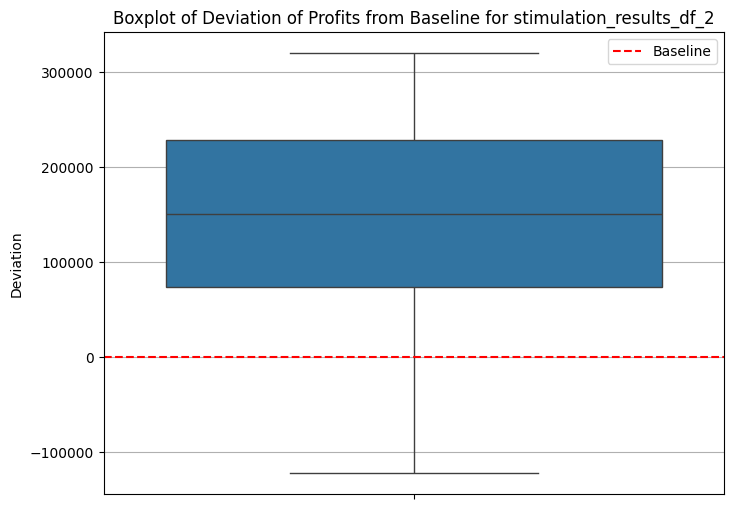 Boxplot of Deviation of Profits from Baseline for stimulation_results_df_2
Baseline
300000
200000
100000
0
−100000
Deviation